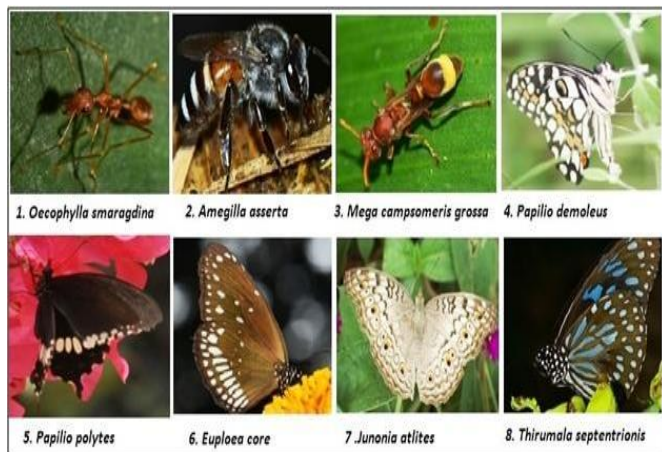 1. Oecophylla smaragdina
2. Amegilla asserta
3. Mega campsomeris grossa
4. Papilio demoleus
5. Papilio polytes
6. Euploea core
7 .Junonia atlites
8. Thirumala septentrionis